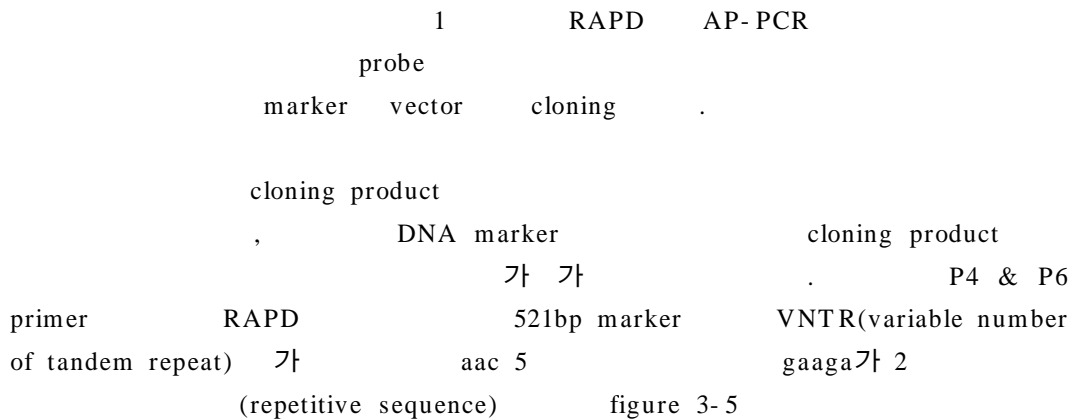 1 RAPD AP-PCR
probe
marker vector cloning .
cloning product
, DNA marker cloning product
가 가 . P4 & P6
primer RAPD 521bp marker VNTR(variable number
of tandem repeat) 가 aac 5 gaaga가 2
(repetitive sequence) figure 3-5